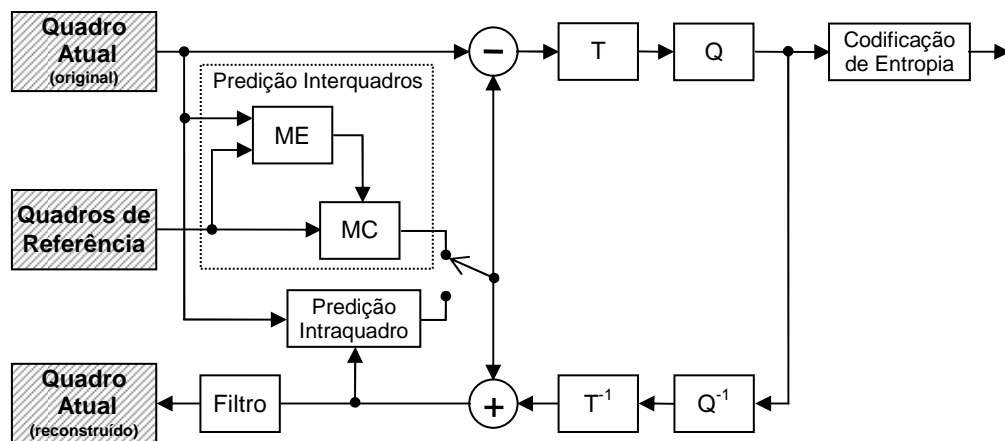 Quadro
Atual
(original)
−
T
Q
Codificação
de Entropia
Predição Interquadros
ME
Quadros de
Referência
MC
Predição
Intraquadro
Quadro
Atual
(reconstruído)
Filtro
+
T-1
Q-1